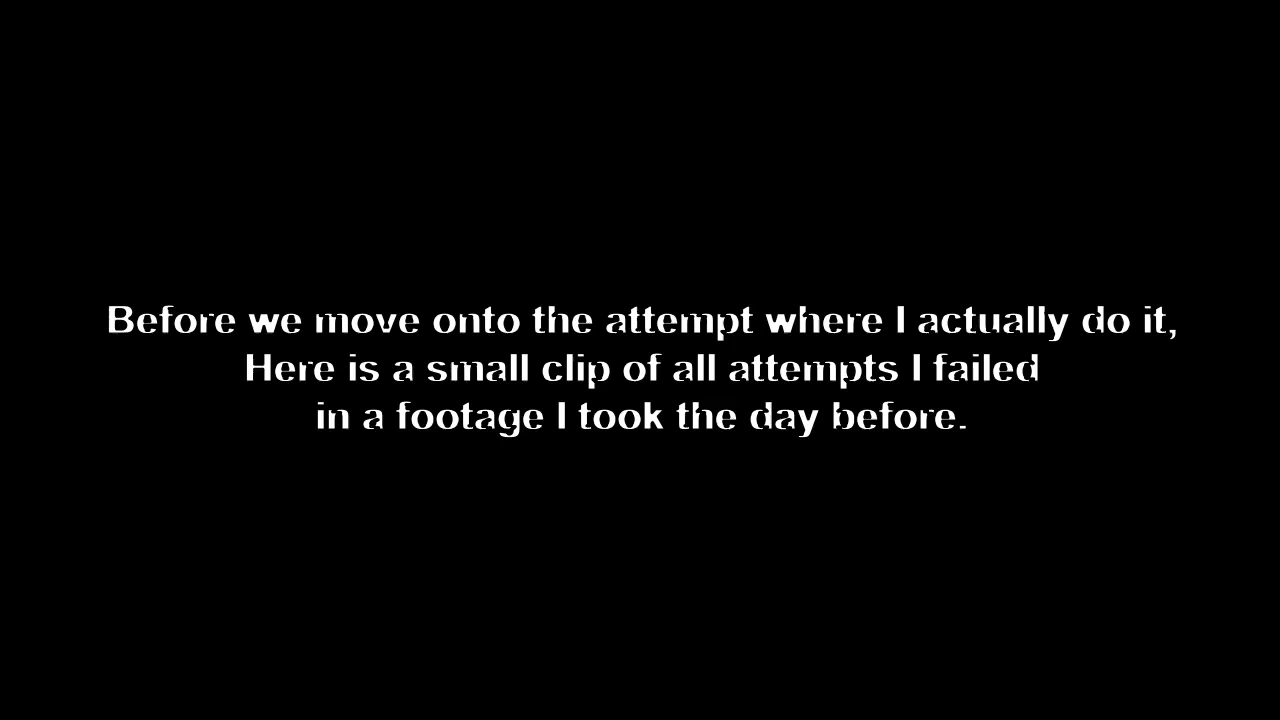 Before we move onto the attempt where I actually do it,
Here is a small clip of all attempts I failed
in a footage I took the day before.